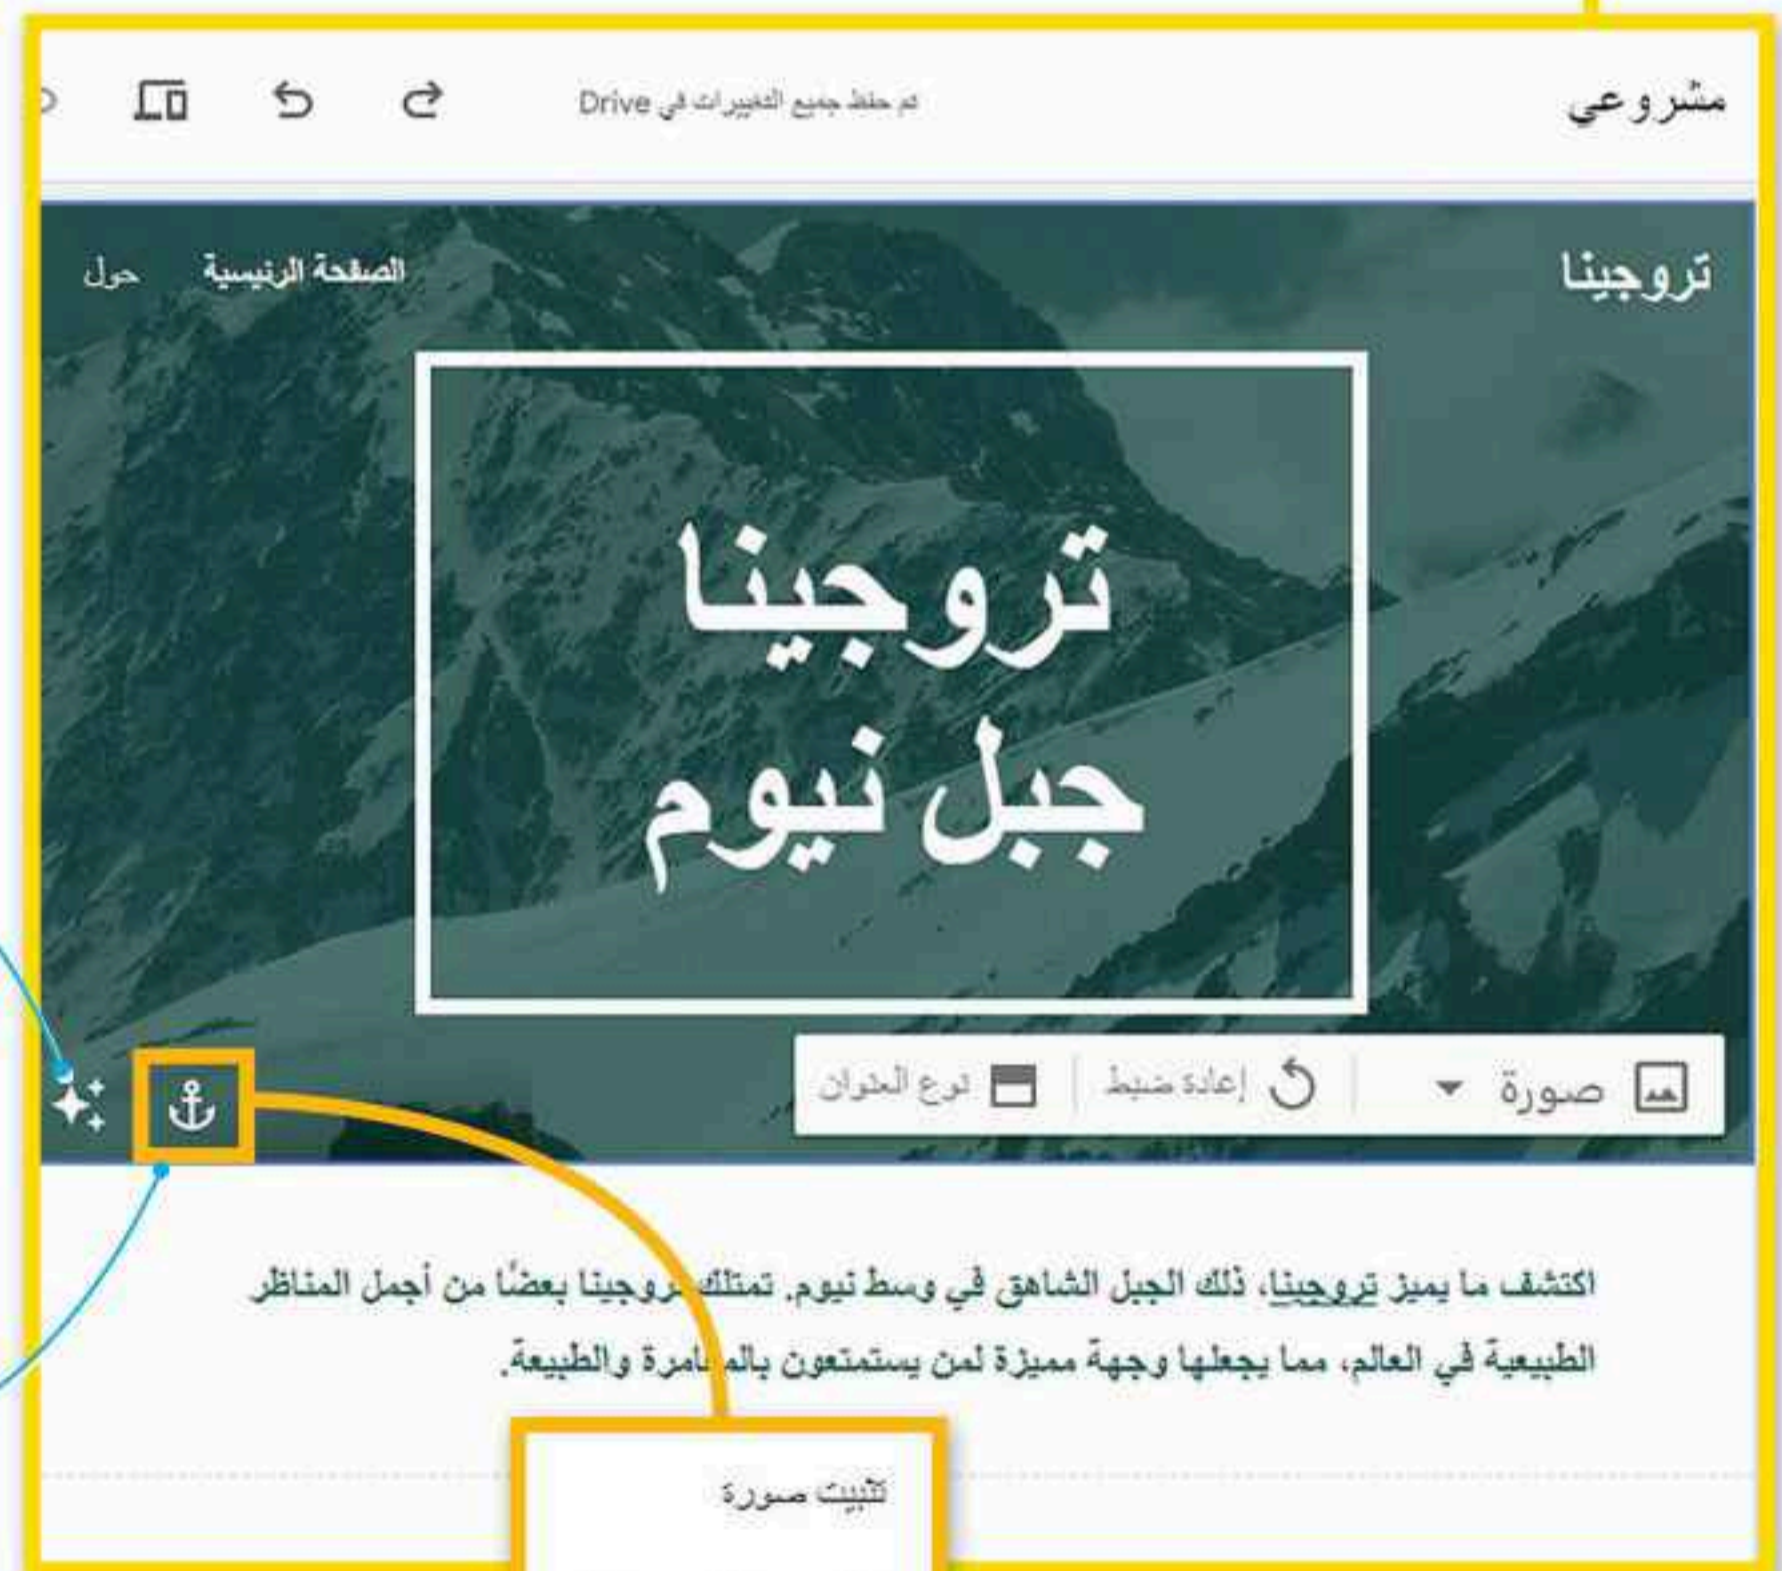 مشروعي
تم حفظ جميع التغييرات في Drive
تروجينا
الصفحة الرئيسية
حول
تروجينا
جبل نيوم
صورة
إعادة ضبط
نوع العنوان
اكتشف ما يميز تروجينا، ذلك الجبل الشاهق في وسط نيوم. تمتلك تروجينا بعضًا من أجمل المناظر
الطبيعية في العالم، مما يجعلها وجهة مميزة لمن يستمتعون بالمغامرة والطبيعة.
تثبيت صورة